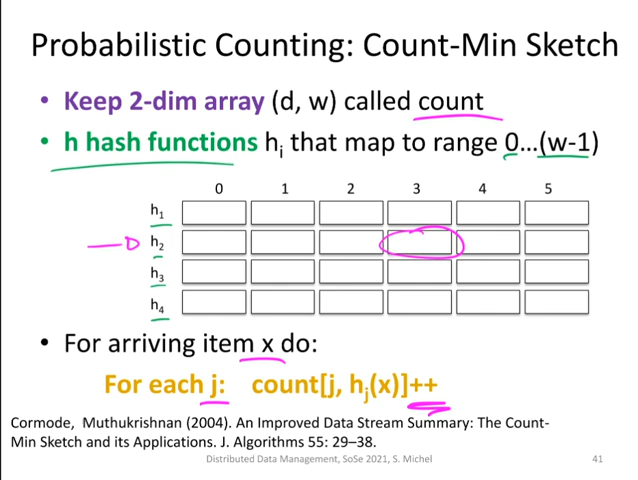 Probabilistic Counting: Count-Min Sketch
• Keep 2-dim array (d, w) called count
• h hash functions hi that map to range 0...(w-1)
0 1 2 3 4 5
h1
h2
h3
h4
• For arriving item x do:
For each j: count[j, hj(x)]++
Cormode, Muthukrishnan (2004). An Improved Data Stream Summary: The Count-
Min Sketch and its Applications. J. Algorithms 55: 29–38.
Distributed Data Management, SoSe 2021, S. Michel 41